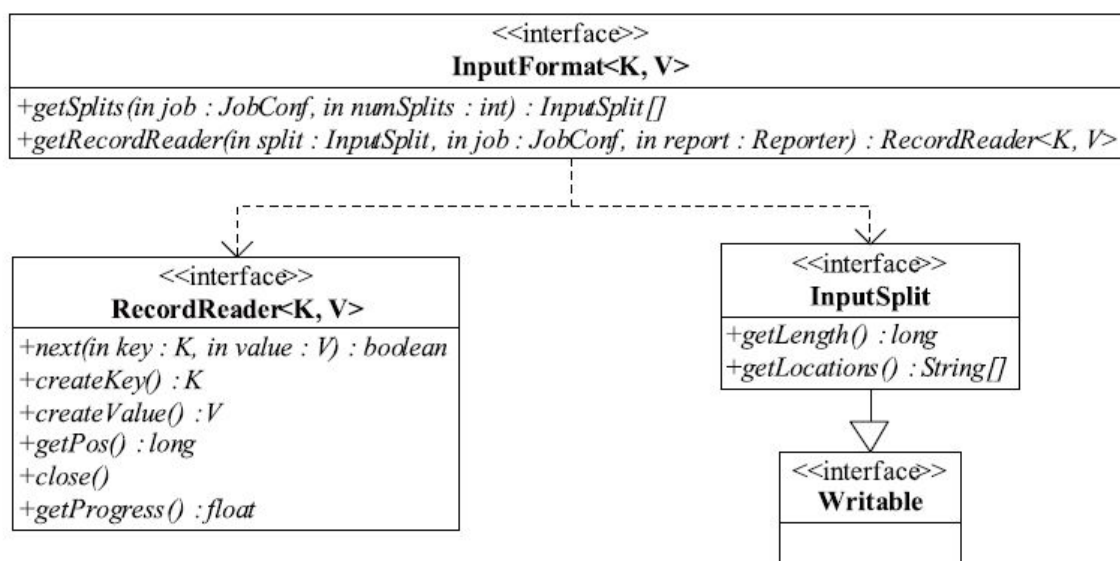 <<interface>>
InputFormat<K, V>
+getSplits(in job : JobConf, in numSplits : int) : InputSplit[]
+getRecordReader(in split : InputSplit, in job : JobConf, in report : Reporter) : RecordReader<K, V>
<<interface>>
RecordReader<K, V>
+next(in key : K, in value : V) : boolean
+createKey() : K
+createValue() : V
+getPos() : long
+close()
+getProgress() : float
<<interface>>
InputSplit
+getLength() : long
+getLocations() : String[]
<<interface>>
Writable